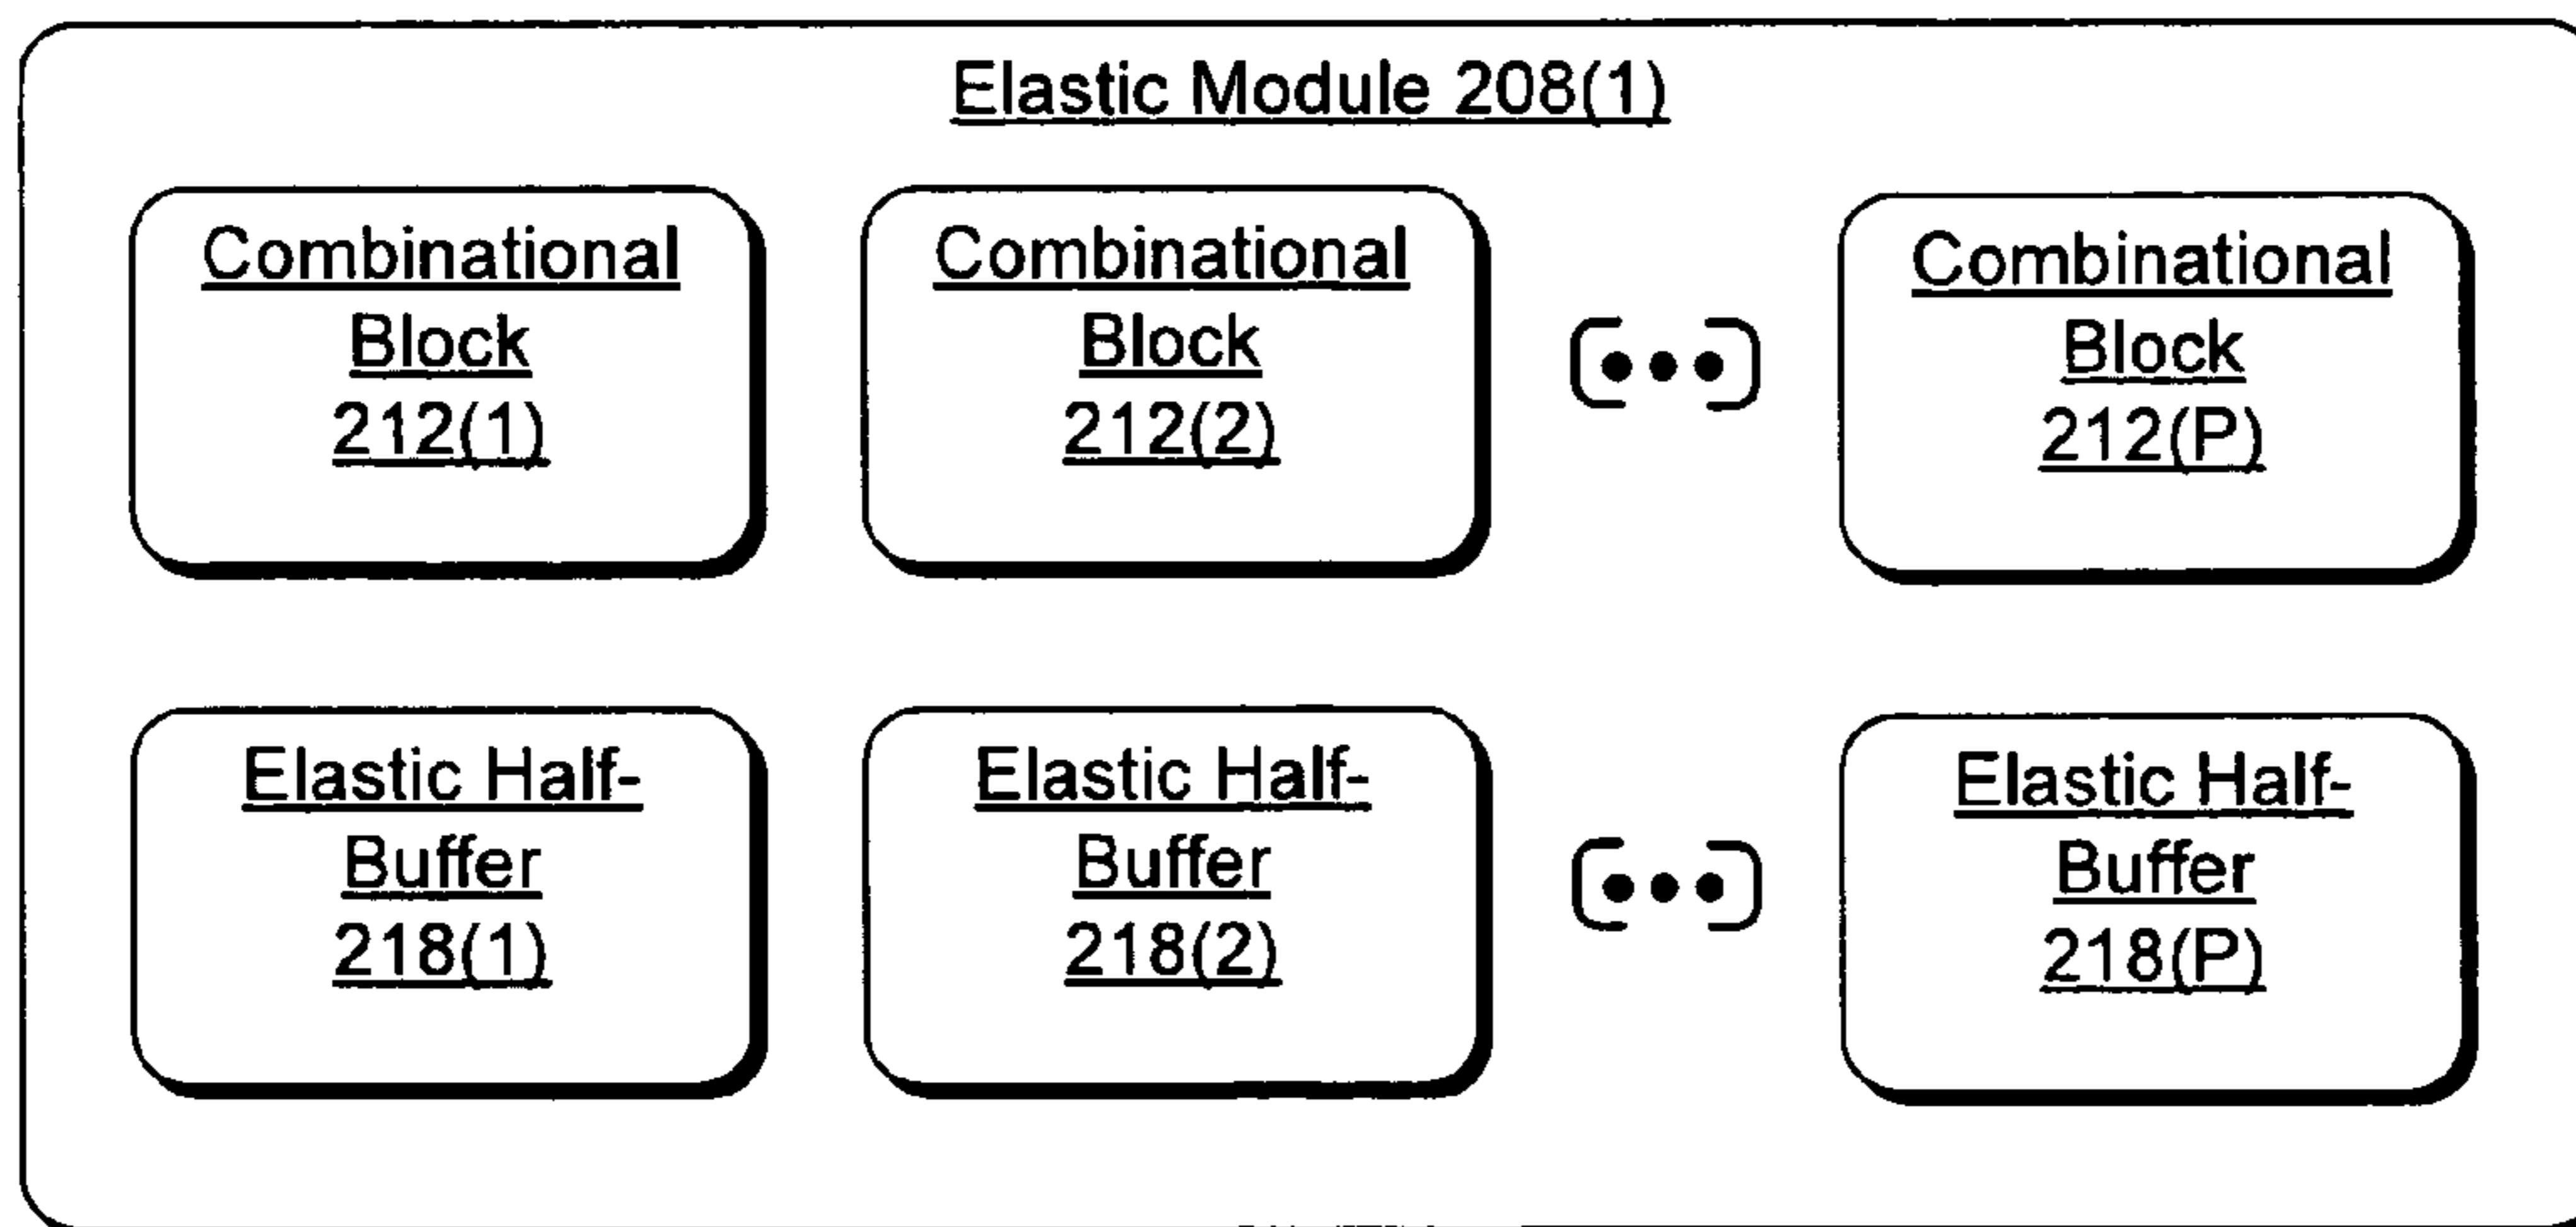 Elastic Module 208(1)
Combinational
Block
212(1)
Combinational
Block
212(2)
Combinational
Block
212(P)
Elastic Half-
Buffer
218(1)
Elastic Half-
Buffer
218(2)
Elastic Half-
Buffer
218(P)